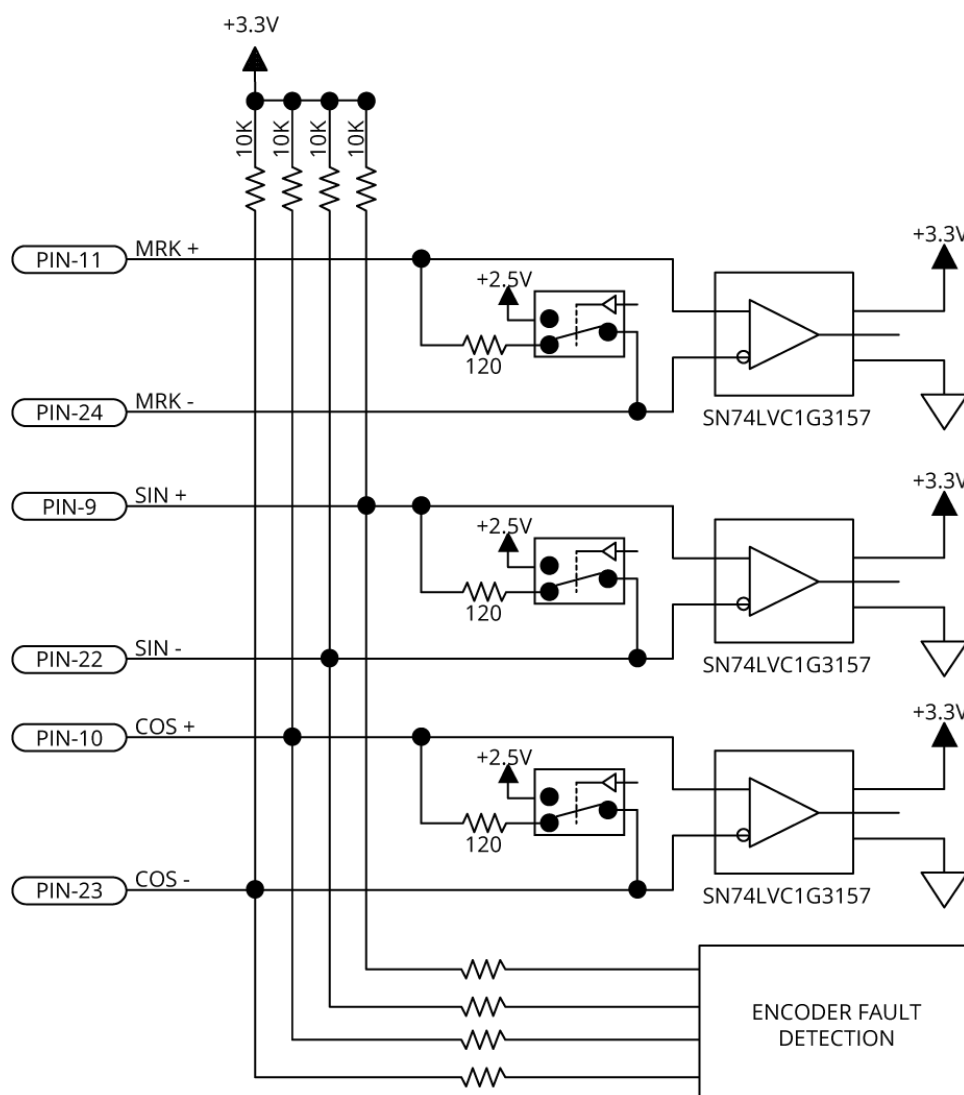 +3.3V
10K
10K
10K
10K
PIN-11
MRK +
+3.3V
+2.5V
120
PIN-24
MRK -
SN74LVC1G3157
PIN-9
SIN +
+3.3V
+2.5V
120
PIN-22
SIN -
SN74LVC1G3157
PIN-10
COS +
+3.3V
+2.5V
120
PIN-23
COS -
SN74LVC1G3157
ENCODER FAULT
DETECTION